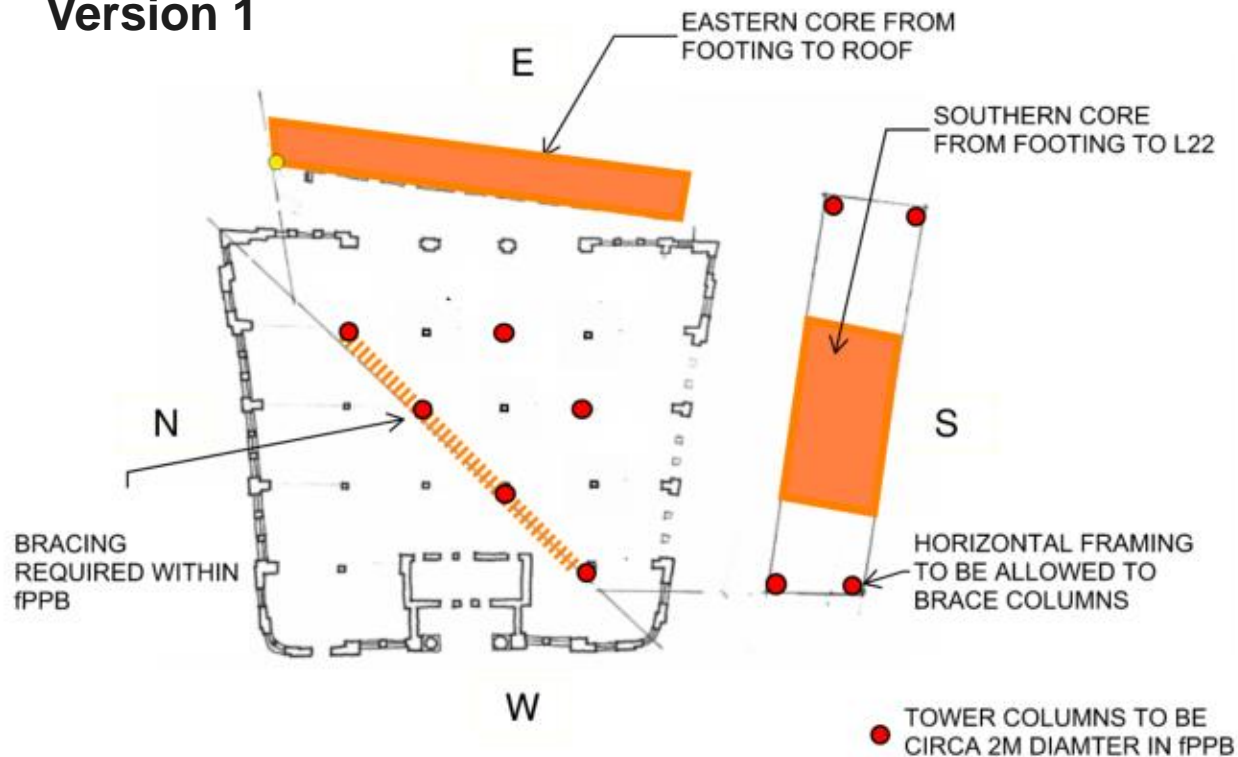 Version 1
EASTERN CORE FROM
FOOTING TO ROOF
E
SOUTHERN CORE
FROM FOOTING TO L22
N
S
BRACING
REQUIRED WITHIN
fPPB
HORIZONTAL FRAMING
TO BE ALLOWED TO
BRACE COLUMNS
W
TOWER COLUMNS TO BE
CIRCA 2M DIAMTER IN fPPB